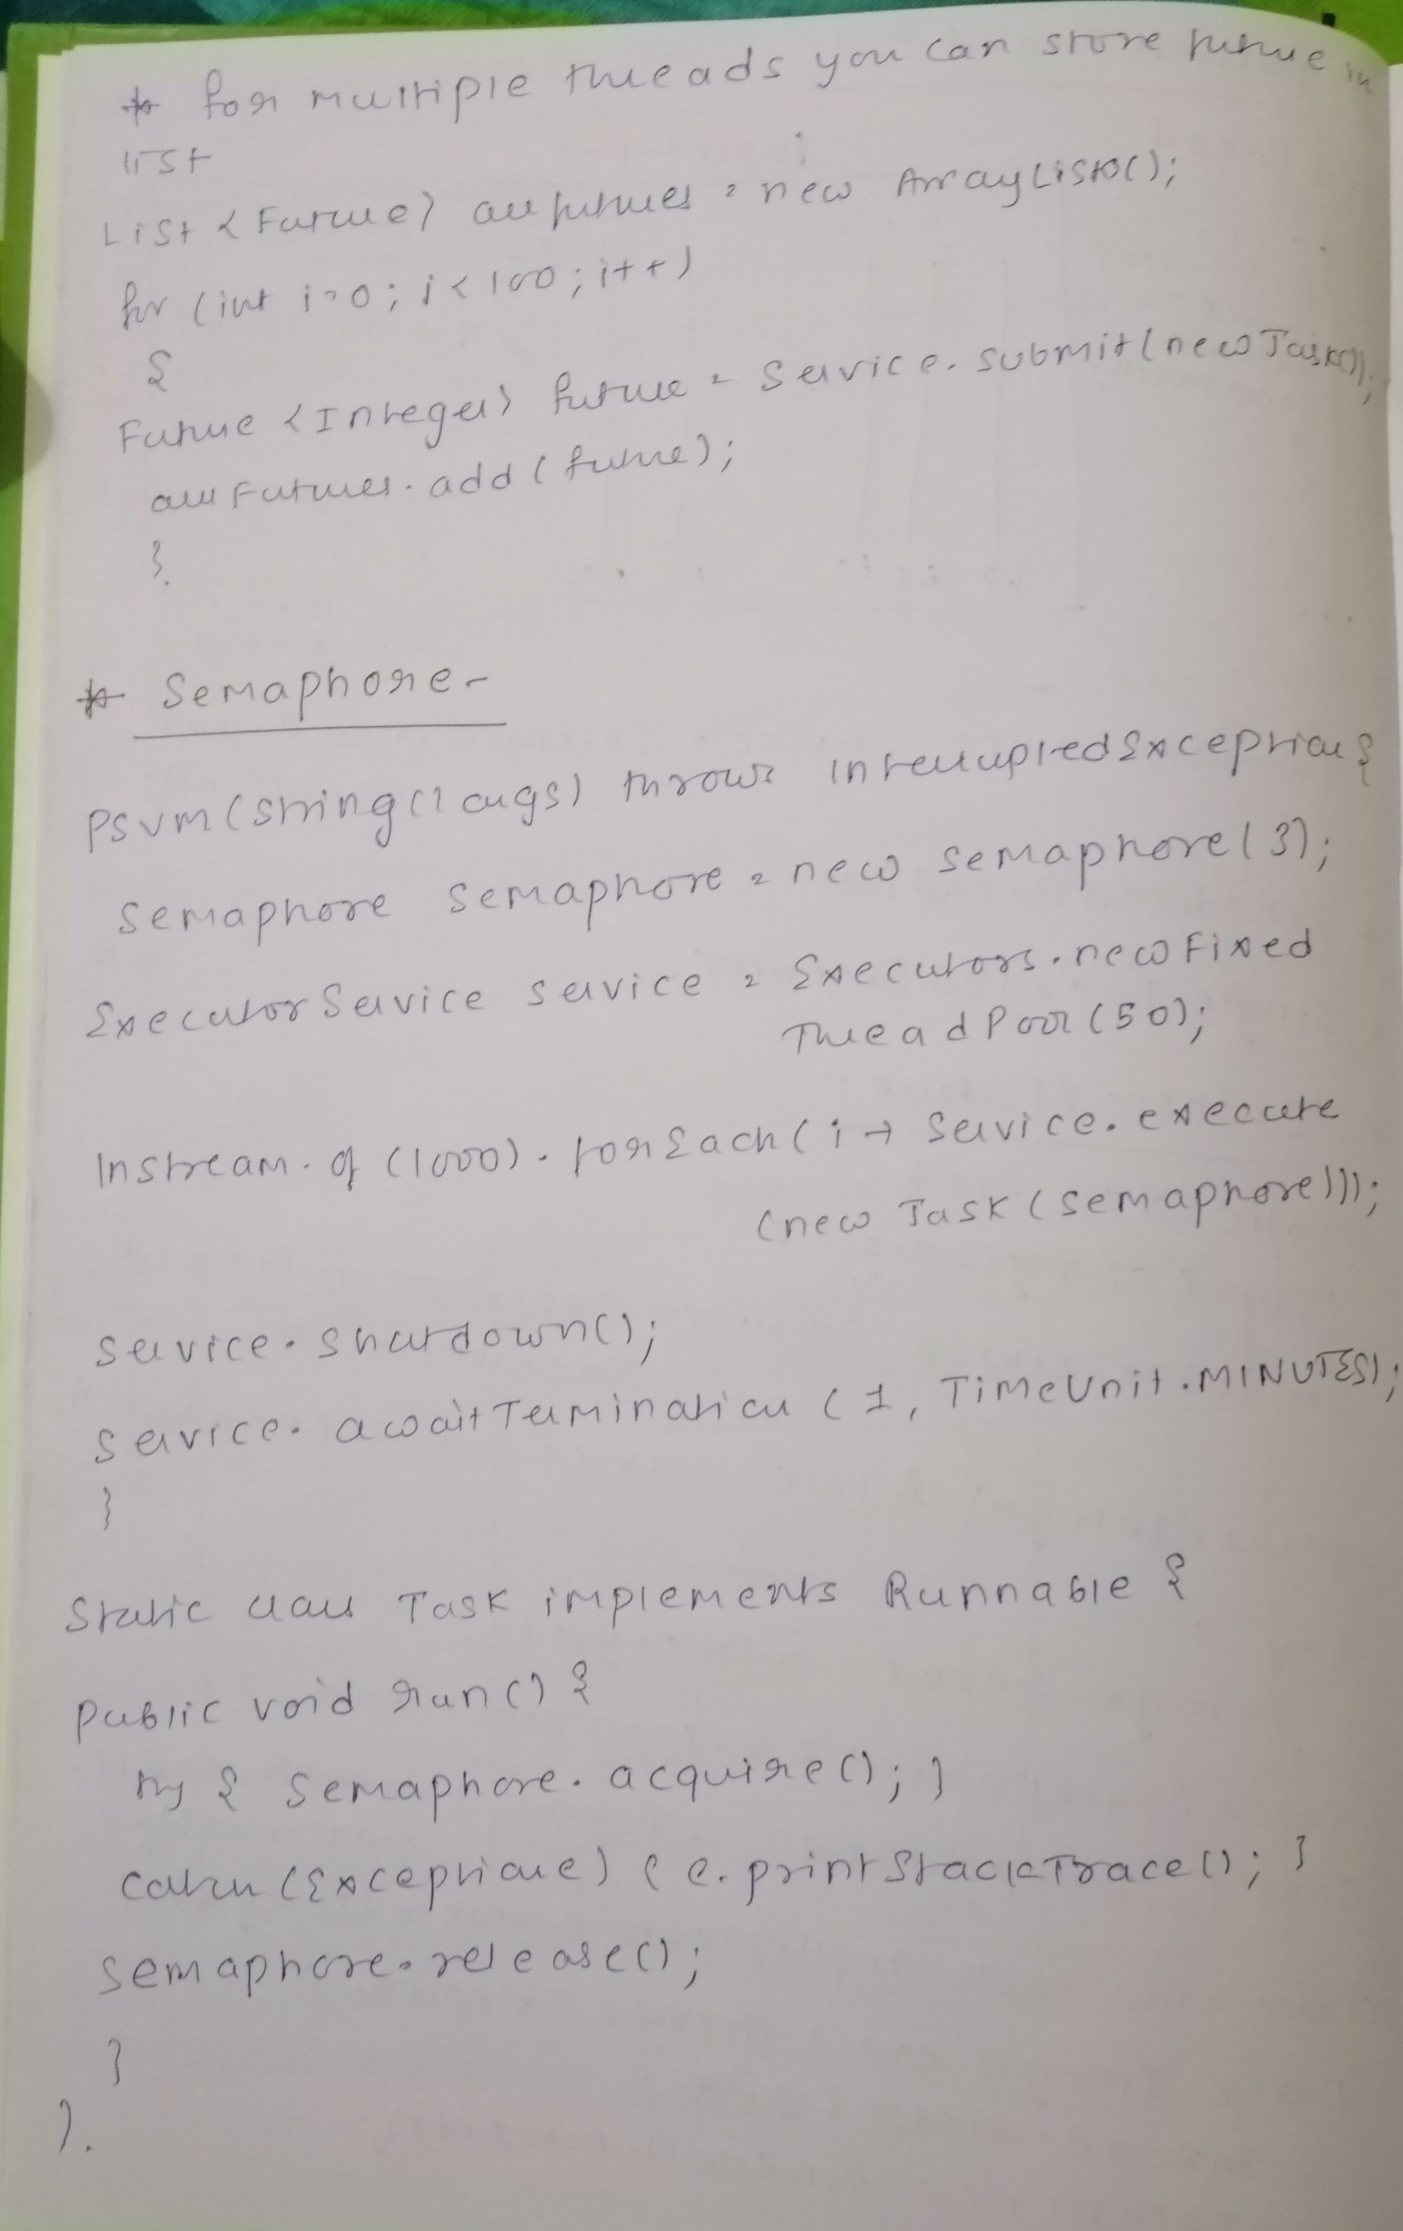 * for multiple threads you can store future in
list
List <Future> allfutures = new ArrayList<>();
for (int i=0; i<100; i++)
{
Future <Integer> future = Service.submit(new Task());
allFutures.add(future);
}
* Semaphore -
psvm(String[] args) throws InterruptedException {
Semaphore semaphore = new semaphore(3);
ExecutorService service = Executors.newFixed
ThreadPool(50);
Instream.of(1000).forEach(i → service.execute
(new Task(semaphore)));
service.shutdown();
service.awaitTermination(1, TimeUnit.MINUTES);
}
Static class Task implements Runnable {
public void run() {
try { Semaphore.acquire(); }
catch (Exception e) { e.printStackTrace(); }
semaphore.release();
}
}.